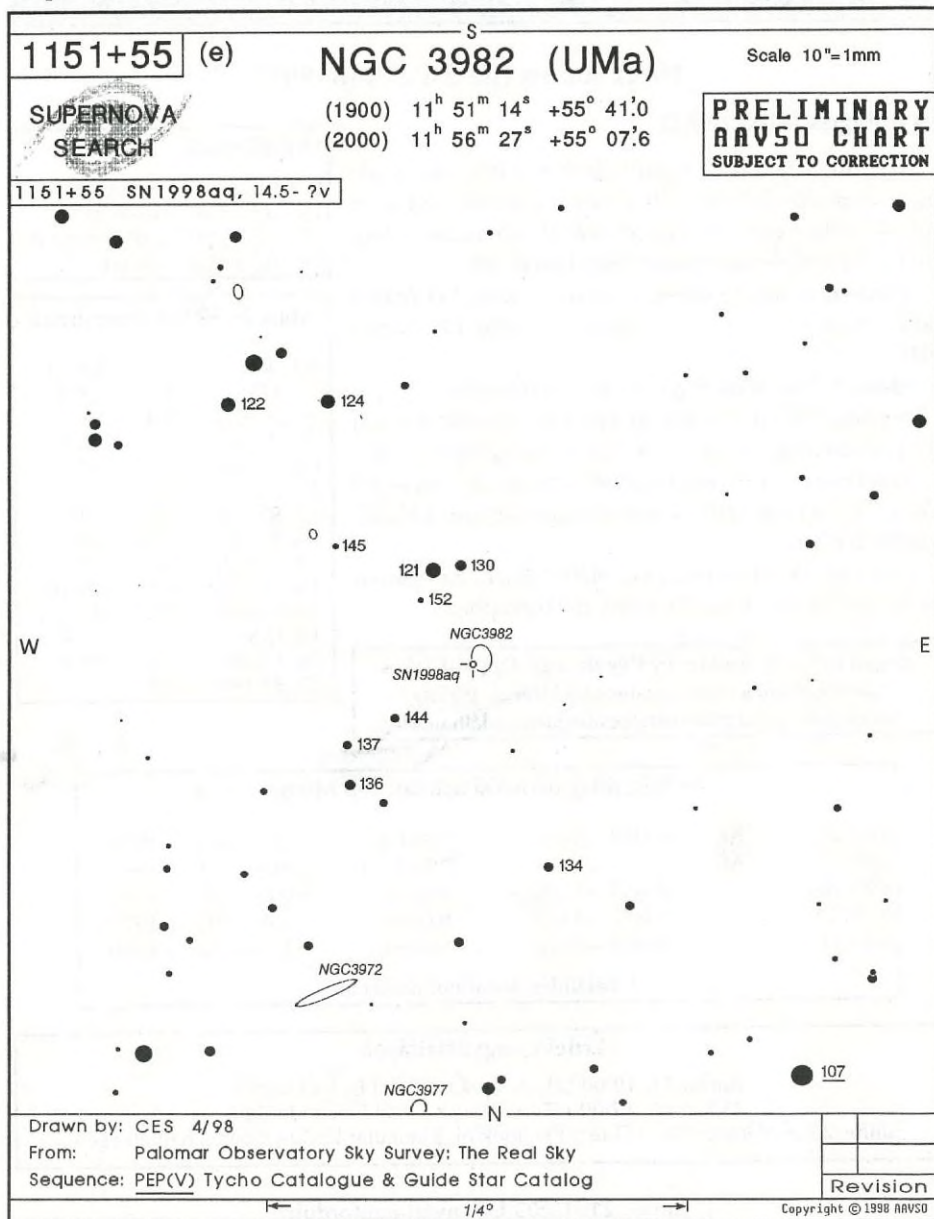 S
1151+55 (e) NGC 3982 (UMa) Scale 10"=1mm
SUPERNOVA SEARCH
(1900) 11h 51m 14s +55° 41.'0
(2000) 11h 56m 27s +55° 07.'6
PRELIMINARY
AAVSO CHART
SUBJECT TO CORRECTION
1151+55 SN1998aq, 14.5- ?v
122
124
145
121
130
152
NGC3982
W
E
SN1998aq
144
137
136
134
NGC3972
107
NGC3977
N
Drawn by: CES 4/98
From: Palomar Observatory Sky Survey: The Real Sky
Sequence: PEP(V) Tycho Catalogue & Guide Star Catalog
Revision
1/4°
Copyright © 1998 AAVSO